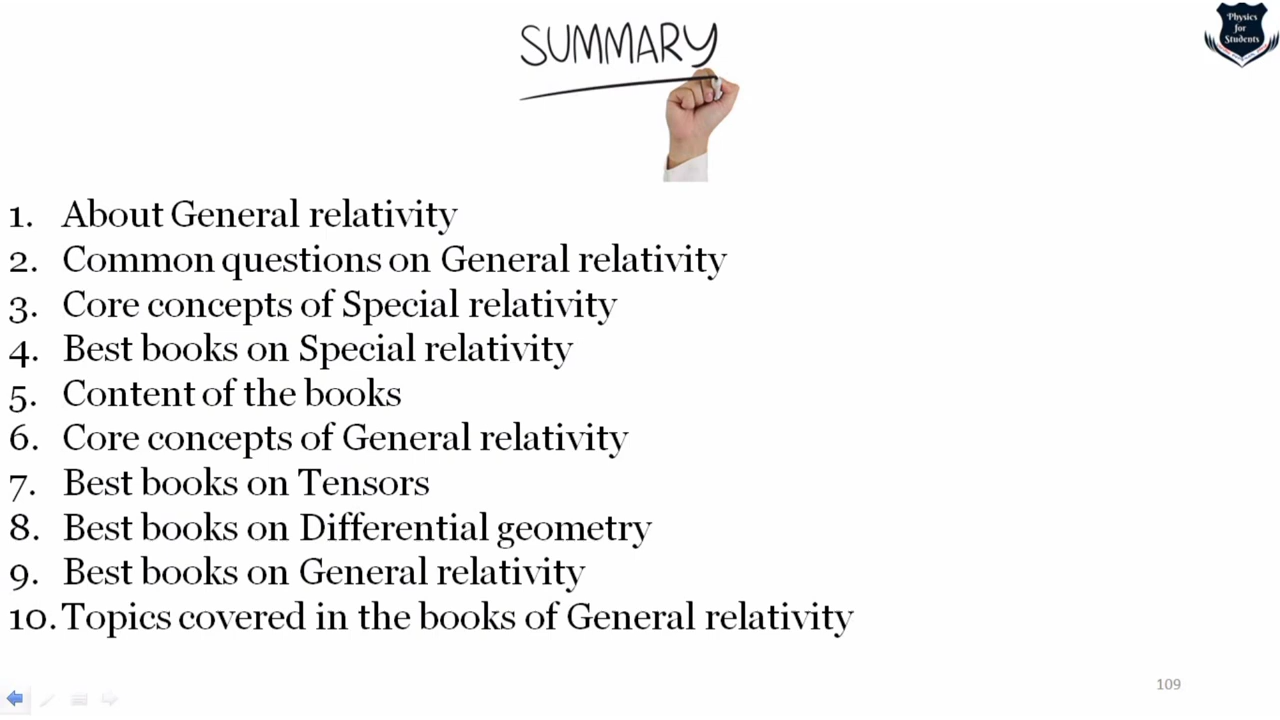 SUMMARY
Physics
for
Students
1. About General relativity
2. Common questions on General relativity
3. Core concepts of Special relativity
4. Best books on Special relativity
5. Content of the books
6. Core concepts of General relativity
7. Best books on Tensors
8. Best books on Differential geometry
9. Best books on General relativity
10. Topics covered in the books of General relativity
109